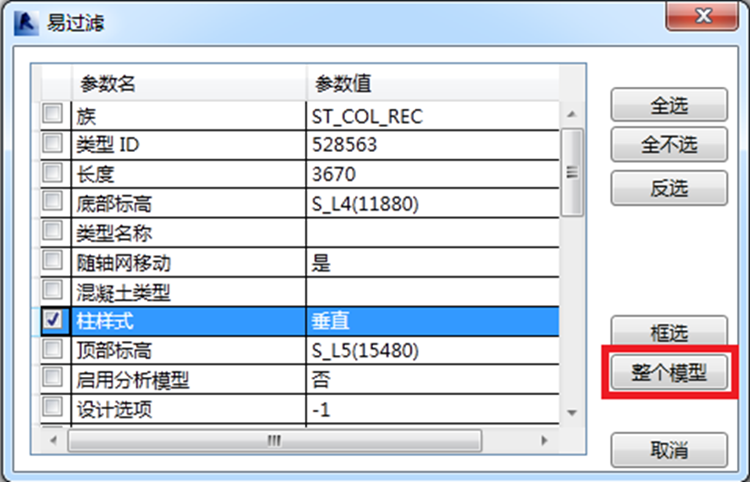 易过滤
参数名 参数值
族 ST_COL_REC
类型 ID 528563
长度 3670
底部标高 S_L4(11880)
类型名称
随轴网移动 是
混凝土类型
柱样式 垂直
顶部标高 S_L5(15480)
启用分析模型 否
设计选项 -1
全选
全不选
反选
框选
整个模型
取消